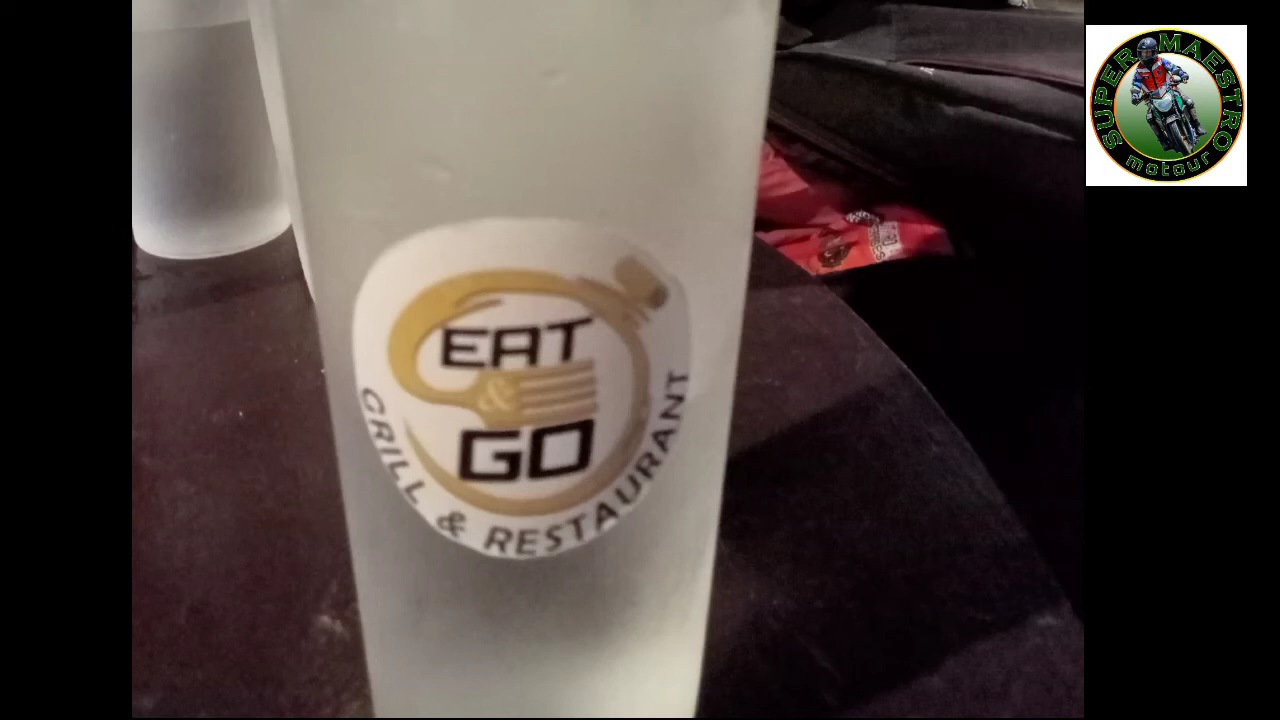 EAT
&
GO
GRILL & RESTAURANT
SUPER MAESTRO
motour